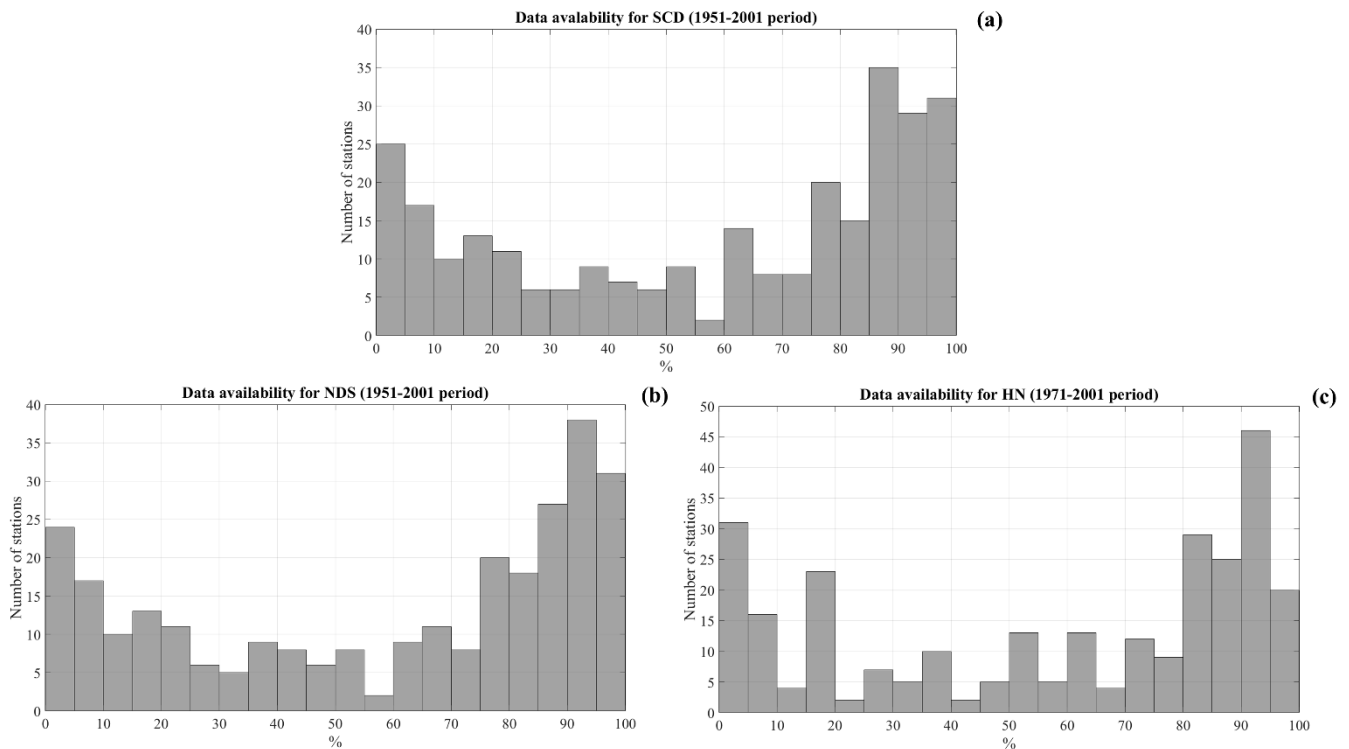 Data avalability for SCD (1951-2001 period)
(a)
40
35
30
25
20
15
10
5
0
Number of stations
0 10 20 30 40 50 60 70 80 90 100
%
Data availability for NDS (1951-2001 period)
(b)
40
35
30
25
20
15
10
5
0
Number of stations
0 10 20 30 40 50 60 70 80 90 100
%
Data availability for HN (1971-2001 period)
(c)
50
45
40
35
30
25
20
15
10
5
0
Number of stations
0 10 20 30 40 50 60 70 80 90 100
%